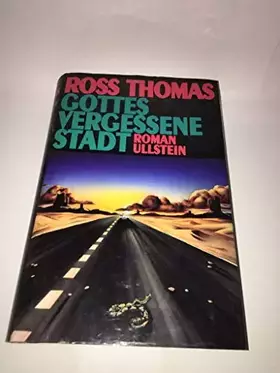 ROSS THOMAS
GOTTES
VERGESSENE
STADT ROMAN
ULLSTEIN